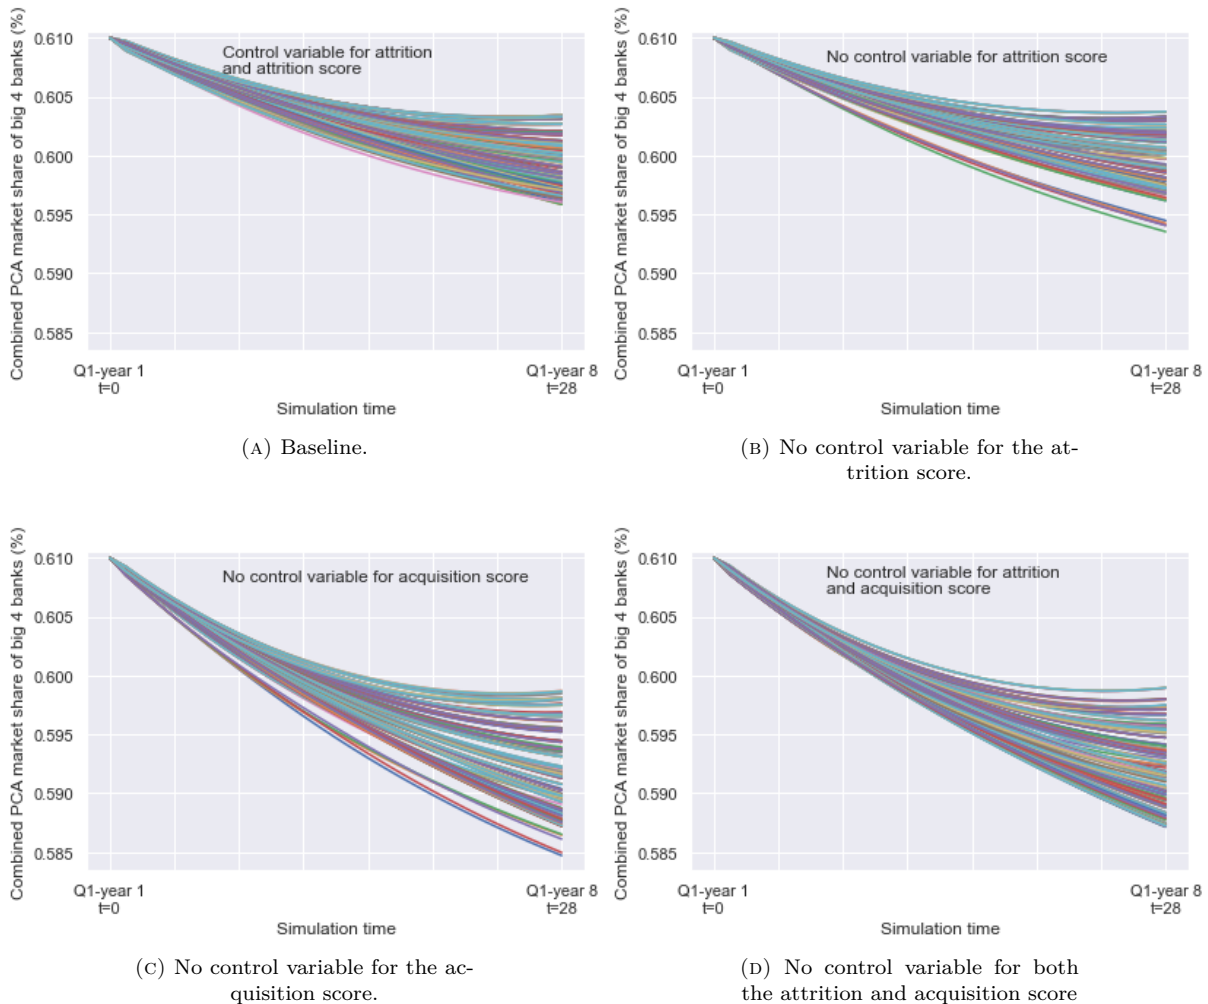 Combined PCA market share of big 4 banks (%)
0.610
0.605
0.600
0.595
0.590
0.585
Control variable for attrition
and attrition score
Q1-year 1
t=0
Q1-year 8
t=28
Simulation time
(A) Baseline.
Combined PCA market share of big 4 banks (%)
0.610
0.605
0.600
0.595
0.590
0.585
No control variable for attrition score
Q1-year 1
t=0
Q1-year 8
t=28
Simulation time
(B) No control variable for the at-
trition score.
Combined PCA market share of big 4 banks (%)
0.610
0.605
0.600
0.595
0.590
0.585
No control variable for acquisition score
Q1-year 1
t=0
Q1-year 8
t=28
Simulation time
(C) No control variable for the ac-
quisition score.
Combined PCA market share of big 4 banks (%)
0.610
0.605
0.600
0.595
0.590
0.585
No control variable for attrition
and acquisition score
Q1-year 1
t=0
Q1-year 8
t=28
Simulation time
(D) No control variable for both
the attrition and acquisition score